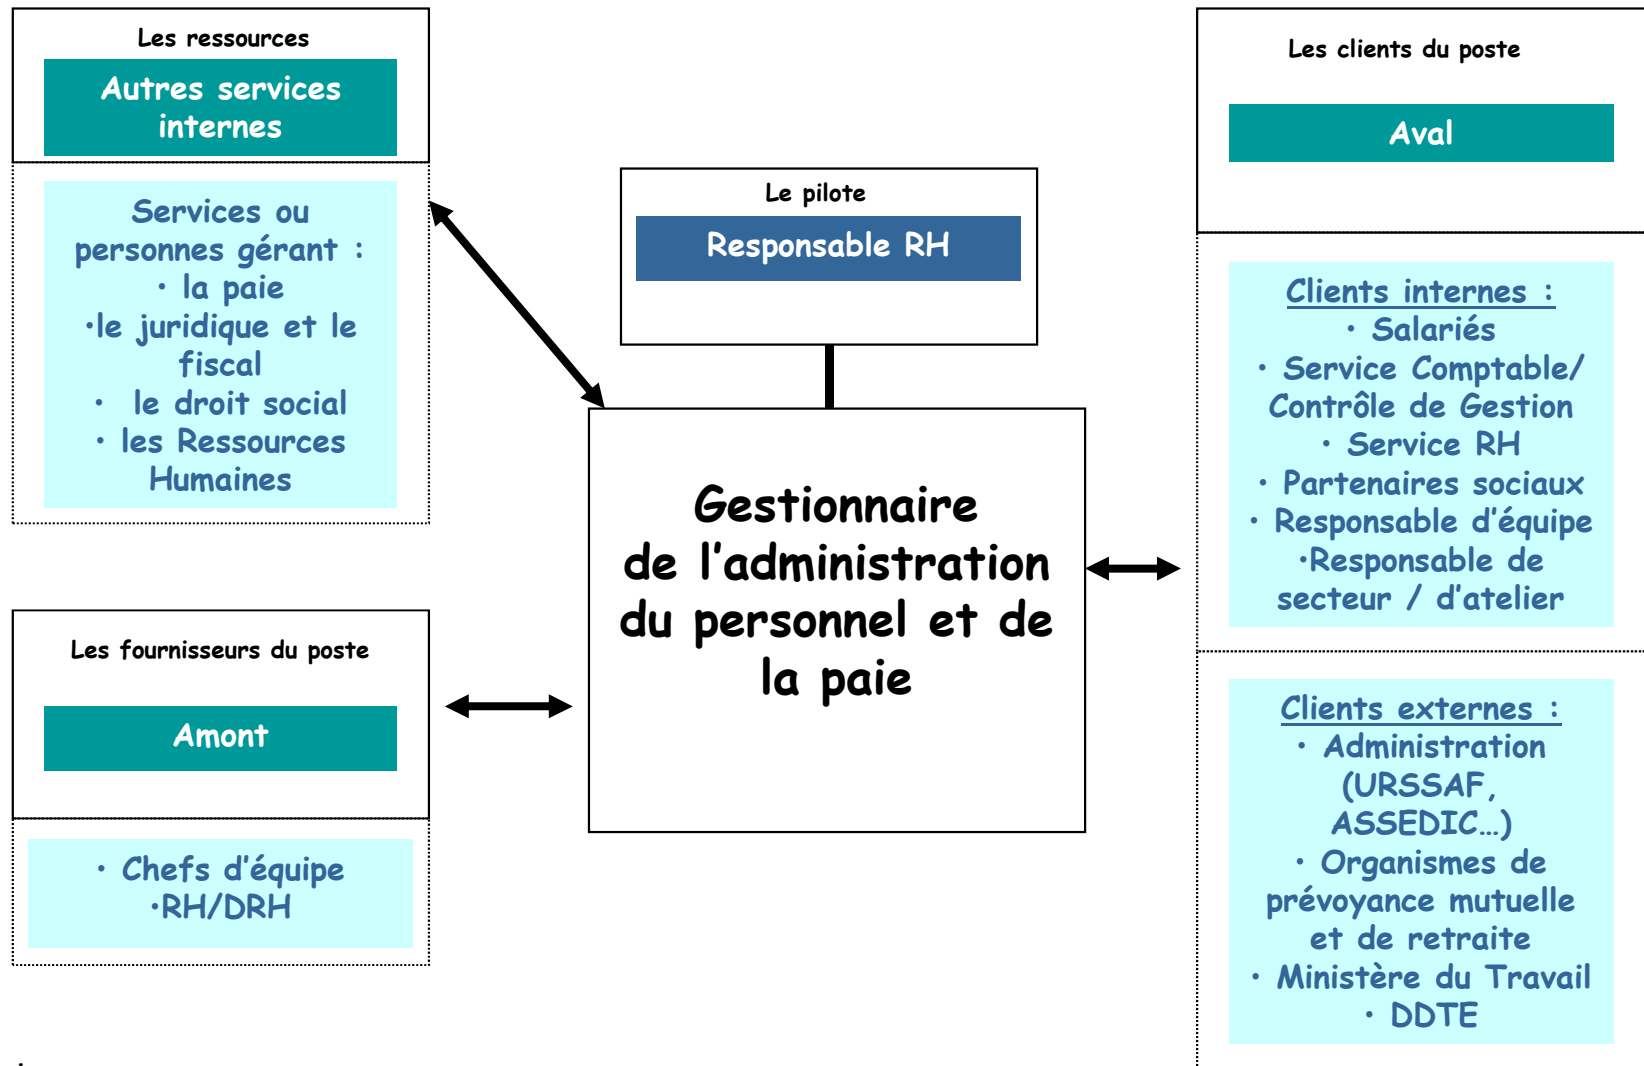 Les ressources
Autres services
internes
Services ou
personnes gérant :
• la paie
•le juridique et le
fiscal
• le droit social
• les Ressources
Humaines
Le pilote
Responsable RH
Gestionnaire
de l’administration
du personnel et de
la paie
Les fournisseurs du poste
Amont
• Chefs d’équipe
•RH/DRH
Les clients du poste
Aval
Clients internes :
• Salariés
• Service Comptable/
Contrôle de Gestion
• Service RH
• Partenaires sociaux
• Responsable d’équipe
•Responsable de
secteur / d’atelier
Clients externes :
• Administration
(URSSAF,
ASSEDIC…)
• Organismes de
prévoyance mutuelle
et de retraite
• Ministère du Travail
• DDTE
.